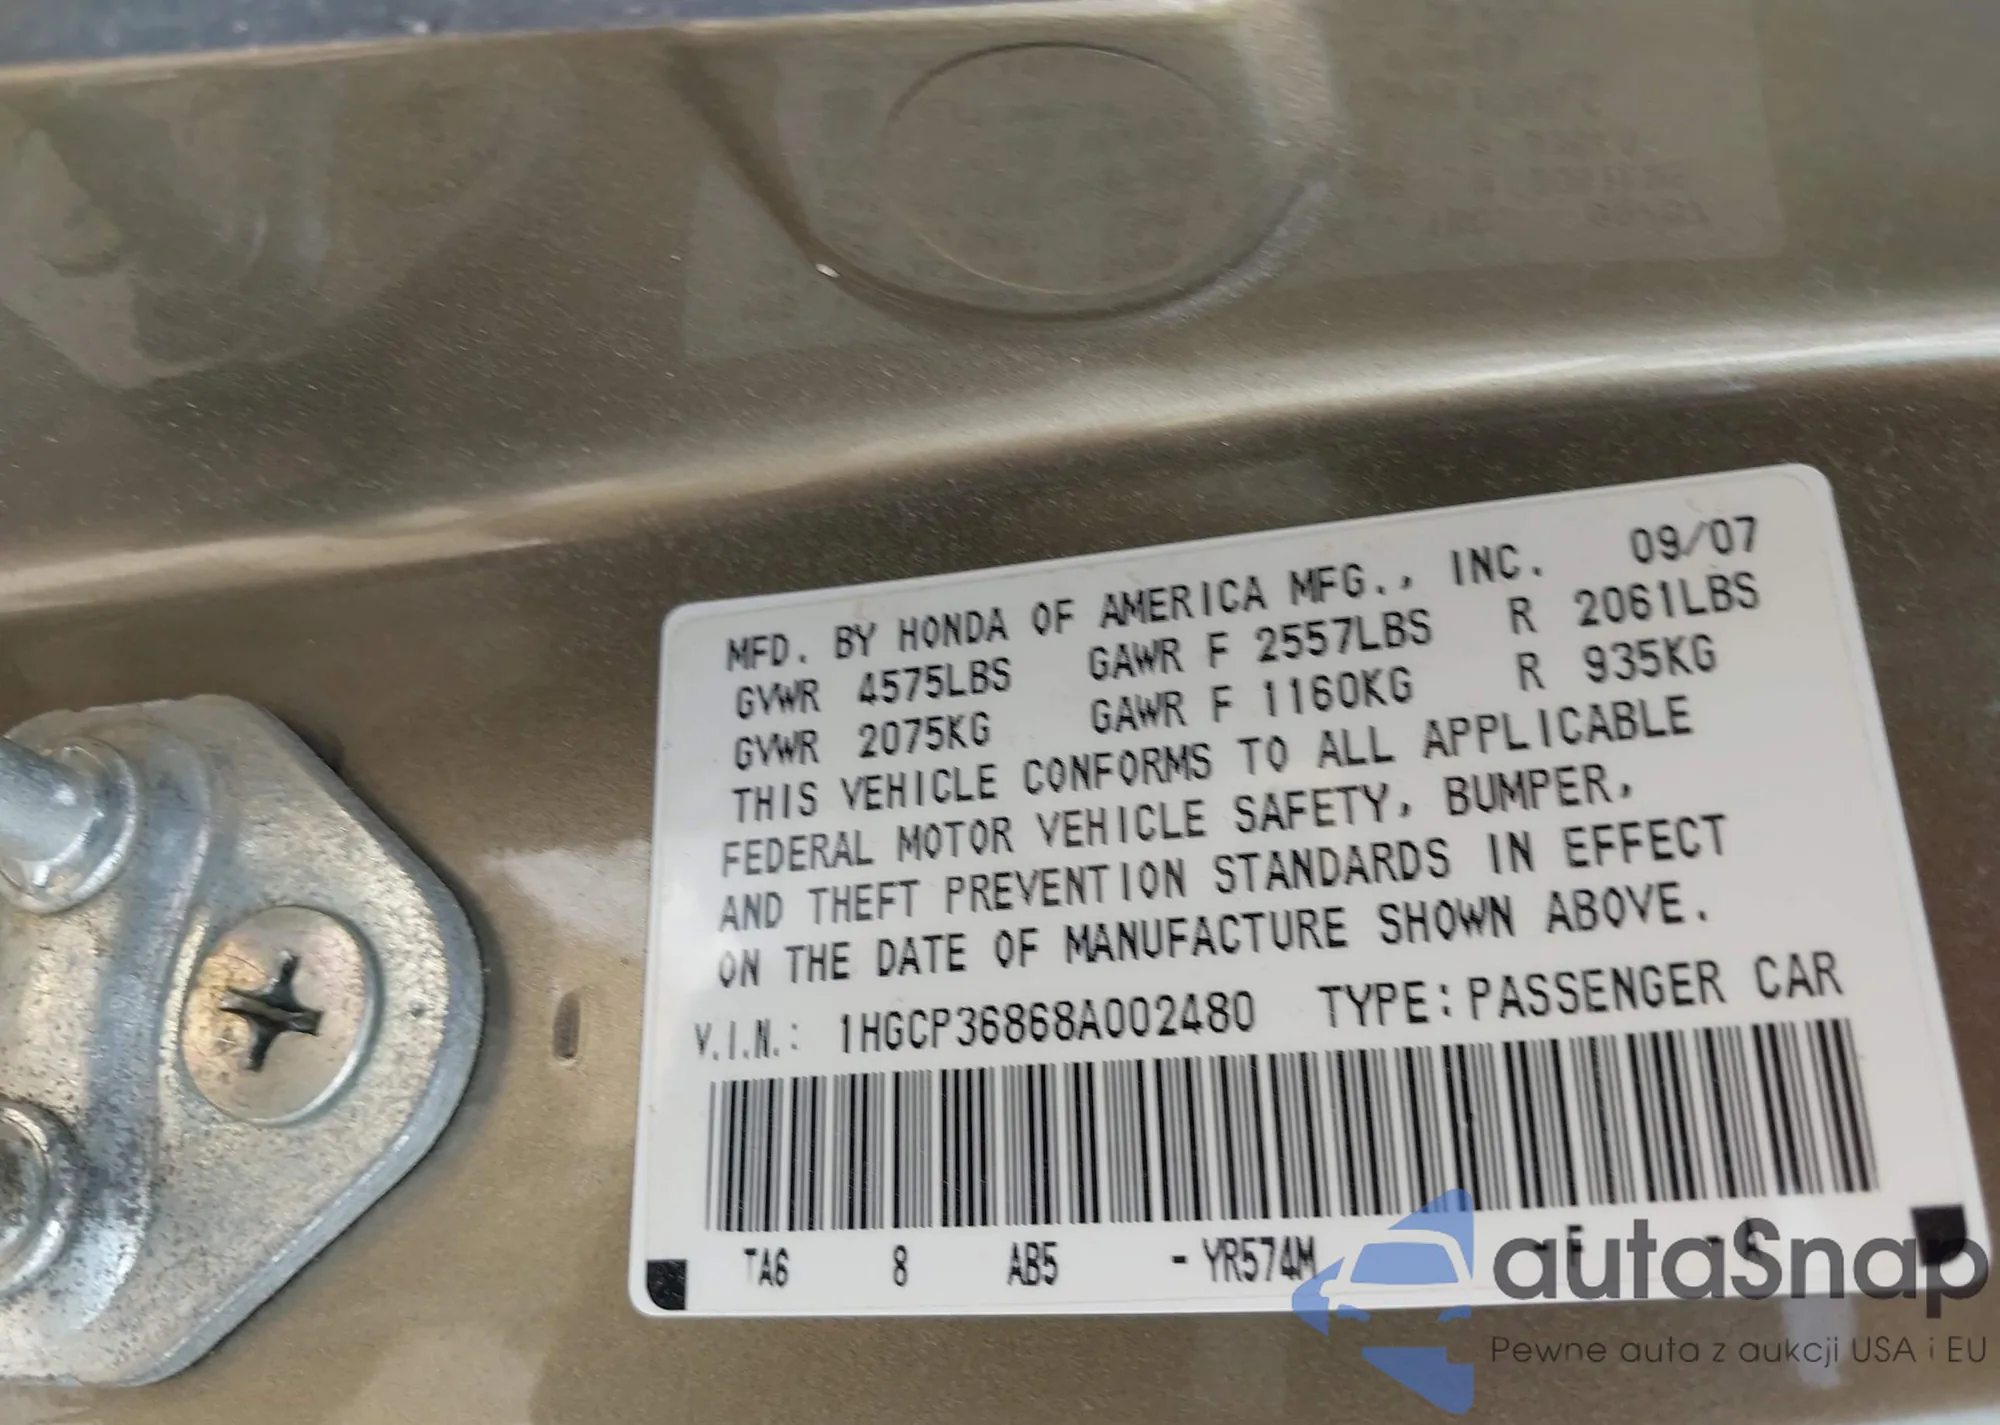 MFD. BY HONDA OF AMERICA MFG., INC. 09/07
GVWR 4575LBS GAWR F 2557LBS R 2061LBS
GVWR 2075KG GAWR F 1160KG R 935KG
THIS VEHICLE CONFORMS TO ALL APPLICABLE
FEDERAL MOTOR VEHICLE SAFETY, BUMPER,
AND THEFT PREVENTION STANDARDS IN EFFECT
ON THE DATE OF MANUFACTURE SHOWN ABOVE.
V.I.N.: 1HGCP36868A002480 TYPE: PASSENGER CAR
TA6 8 AB5 - YR574M - F - A
autaSnap
Pewne auta z aukcji USA i EU